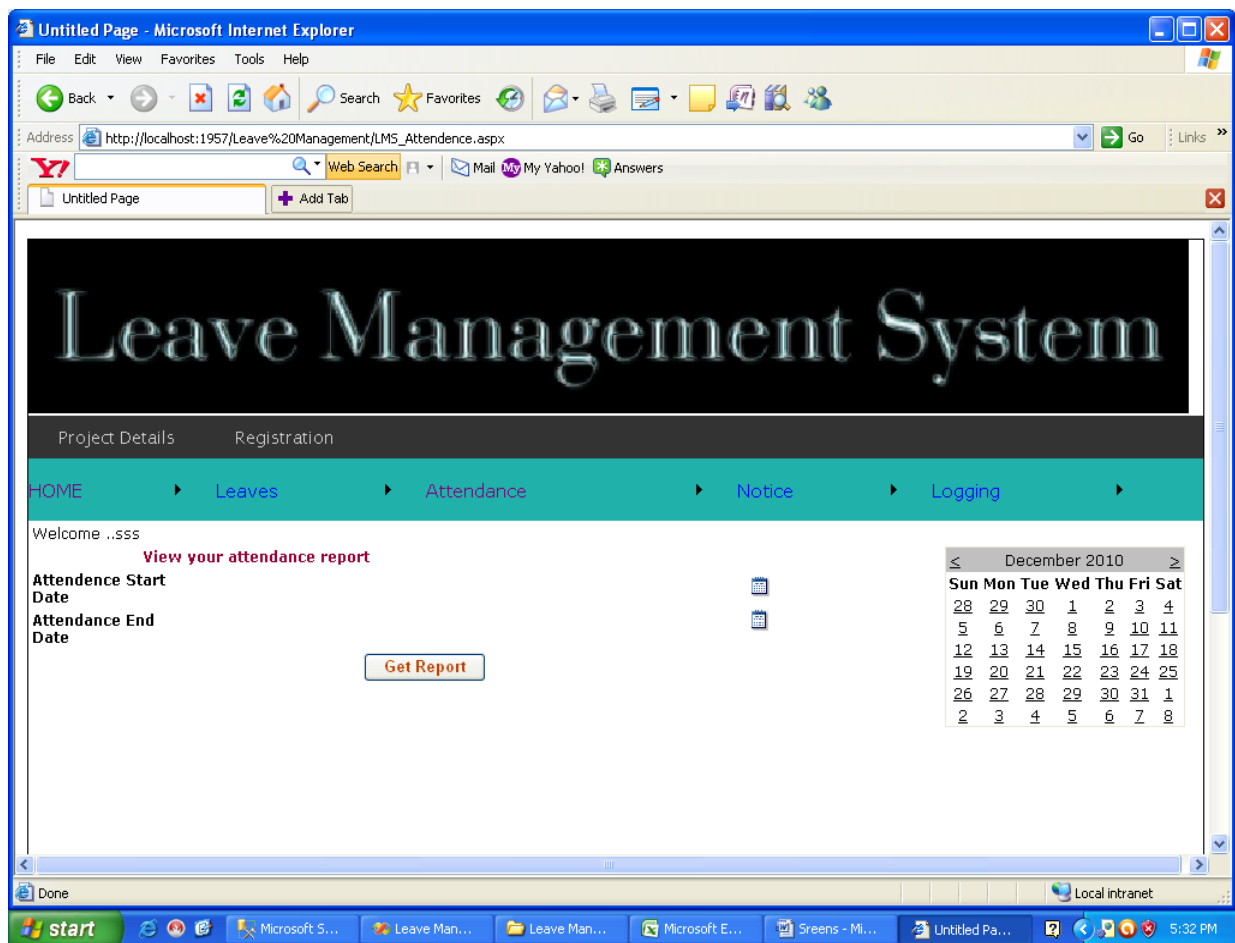 Untitled Page - Microsoft Internet Explorer
File Edit View Favorites Tools Help
Back Search Favorites
Address http://localhost:1957/Leave%20Management/LMS_Attendence.aspx Go Links »
Y! Web Search Mail My My Yahoo! Answers
Untitled Page Add Tab
Leave Management System
Project Details Registration
HOME Leaves Attendance Notice Logging
Welcome ..sss
View your attendance report
< December 2010 >
Attendence Start
Date
Attendance End
Date
Get Report
Sun Mon Tue Wed Thu Fri Sat
28 29 30 1 2 3 4
5 6 7 8 9 10 11
12 13 14 15 16 17 18
19 20 21 22 23 24 25
26 27 28 29 30 31 1
2 3 4 5 6 7 8
Done Local intranet
start Microsoft S... Leave Man... Leave Man... Microsoft E... Sreens - Mi... Untitled Pa... 5:32 PM